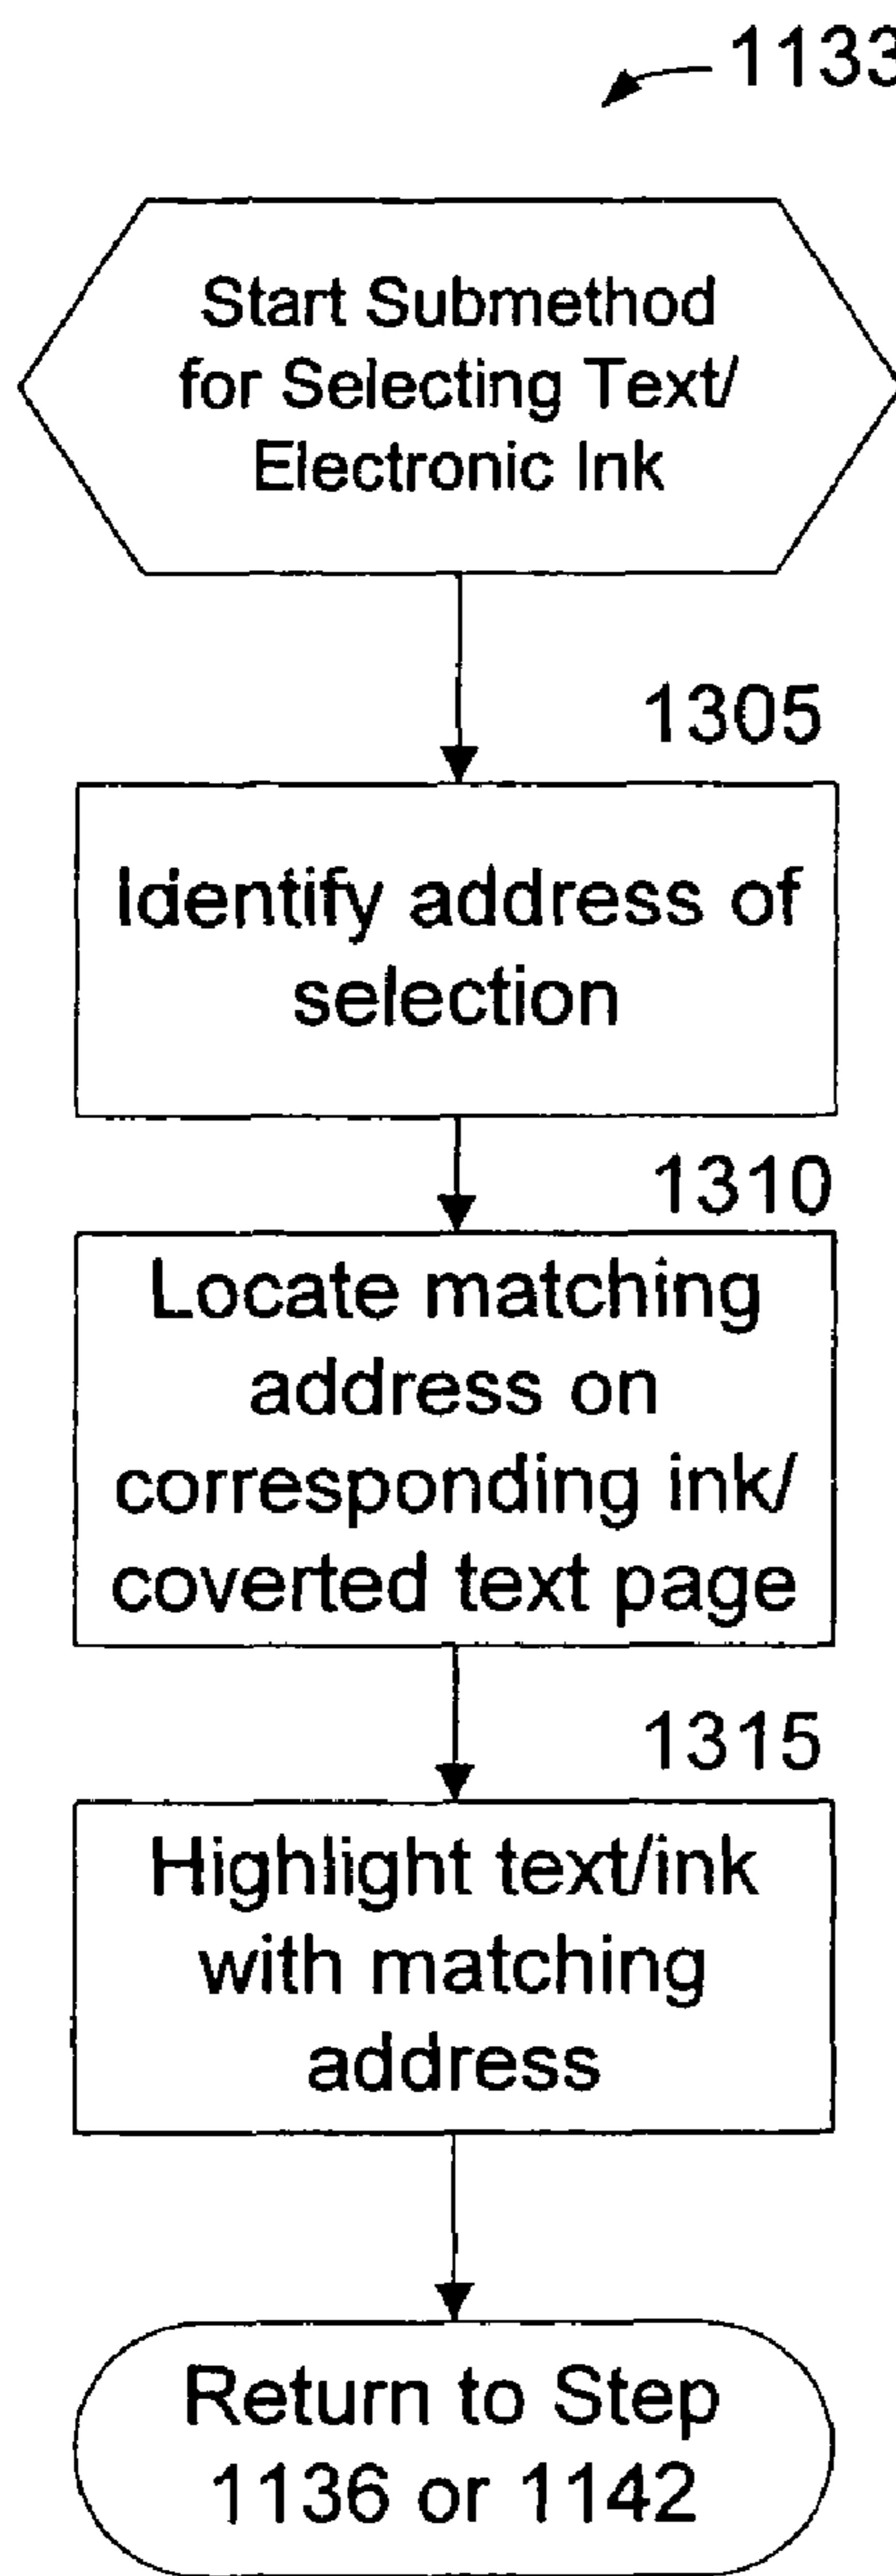 1133
Start Submethod
for Selecting Text/
Electronic Ink
1305
Identify address of
selection
1310
Locate matching
address on
corresponding ink/
coverted text page
1315
Highlight text/ink
with matching
address
Return to Step
1136 or 1142